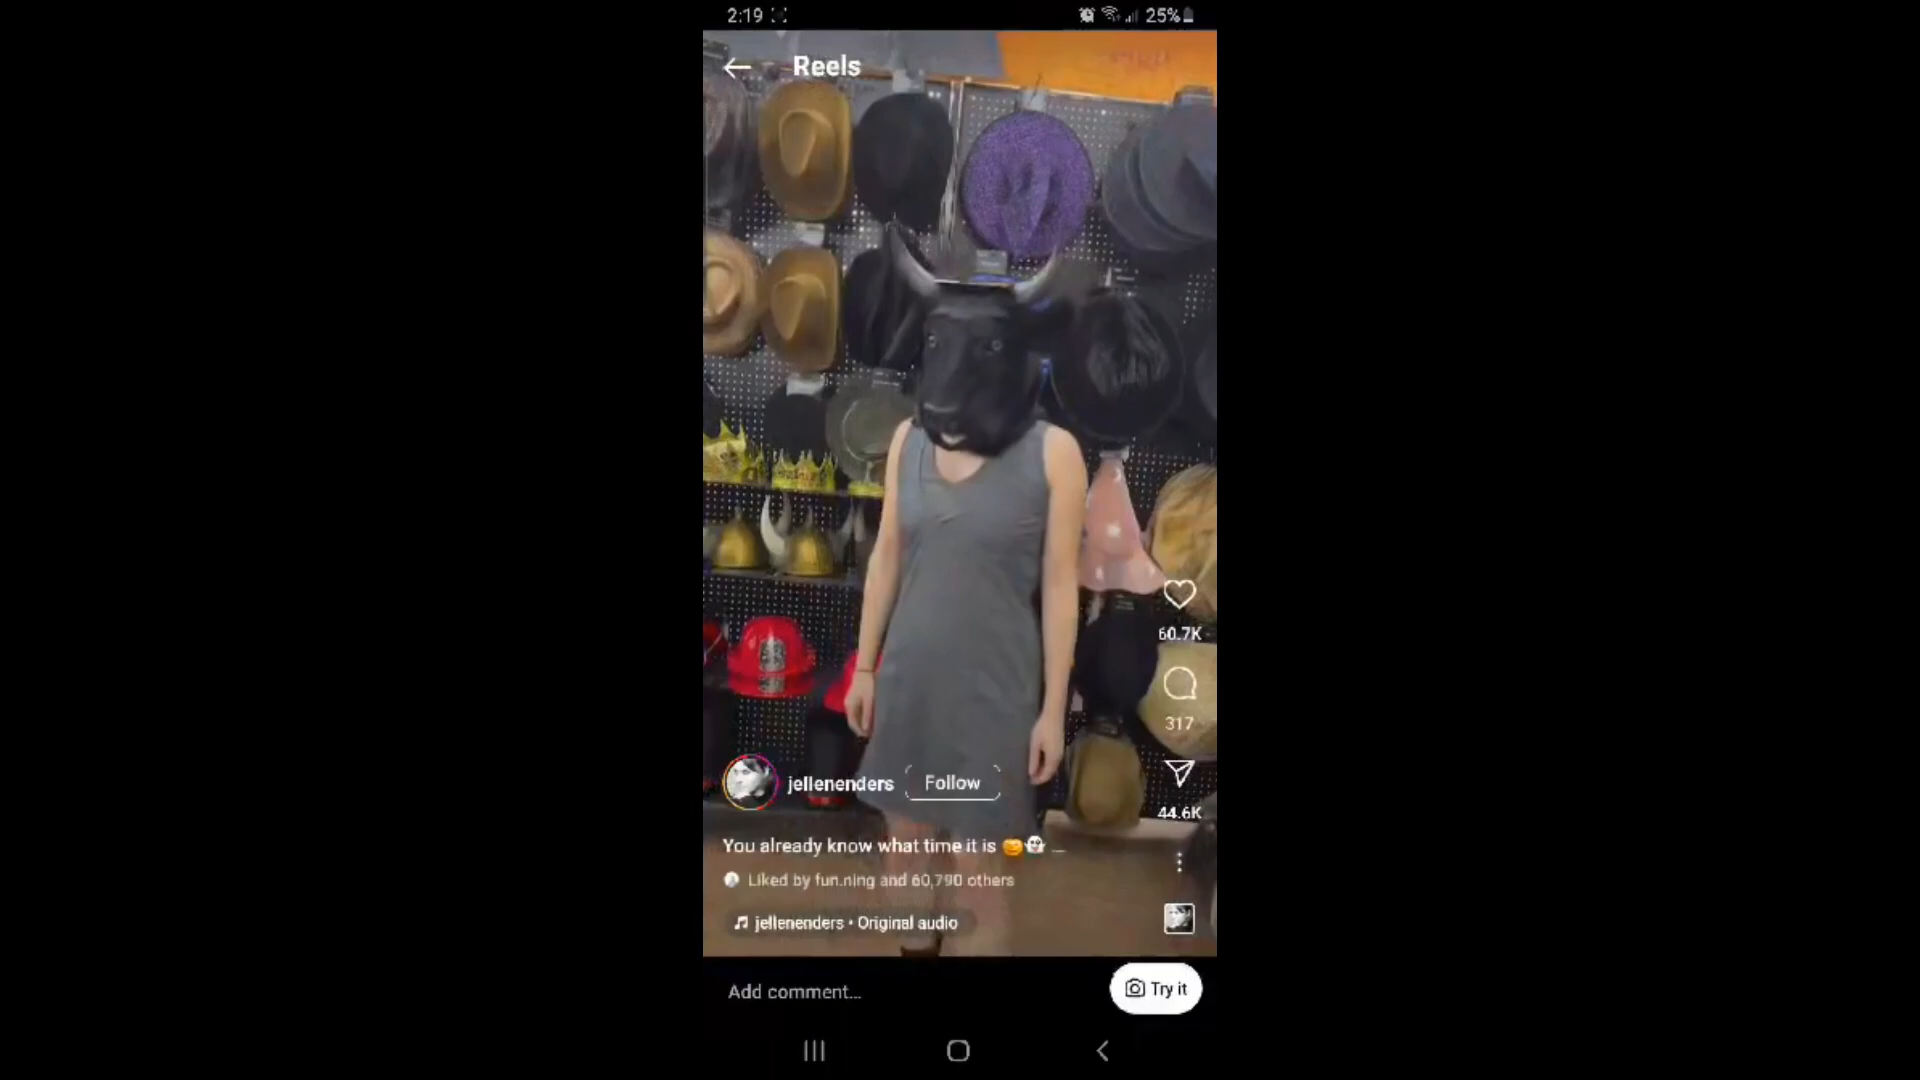 2:19
25%
Reels
60.7K
317
44.6K
jellenenders
Follow
You already know what time it is 🎃👻 ...
Liked by fun.ning and 60,790 others
jellenenders • Original audio
Add comment...
Try it